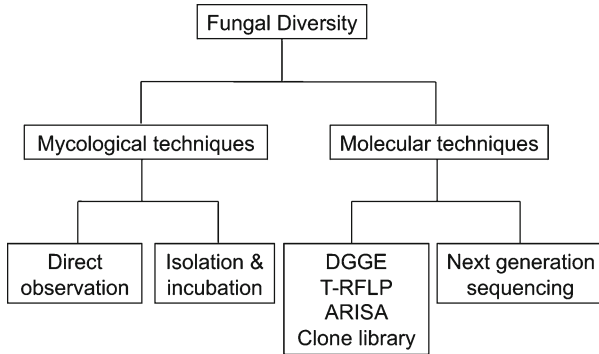 Fungal Diversity
Mycological techniques
Molecular techniques
Direct
observation
Isolation &
incubation
DGGE
T-RFLP
ARISA
Clone library
Next generation
sequencing